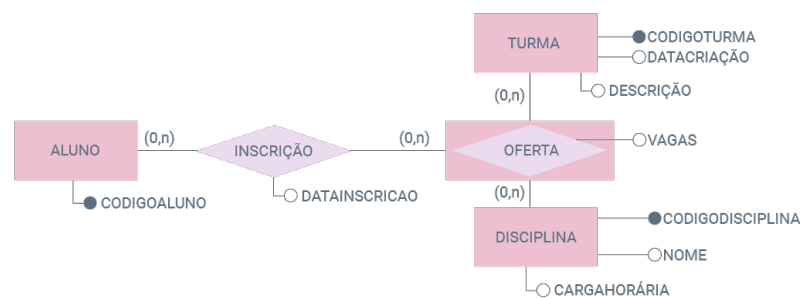 TURMA
CODIGOTURMA
DATACRIAÇÃO
DESCRIÇÃO
(0,n)
ALUNO
(0,n)
INSCRIÇÃO
(0,n)
OFERTA
VAGAS
CODIGOALUNO
DATAINSCRICAO
(0,n)
DISCIPLINA
CODIGODISCIPLINA
NOME
CARGAHORÁRIA